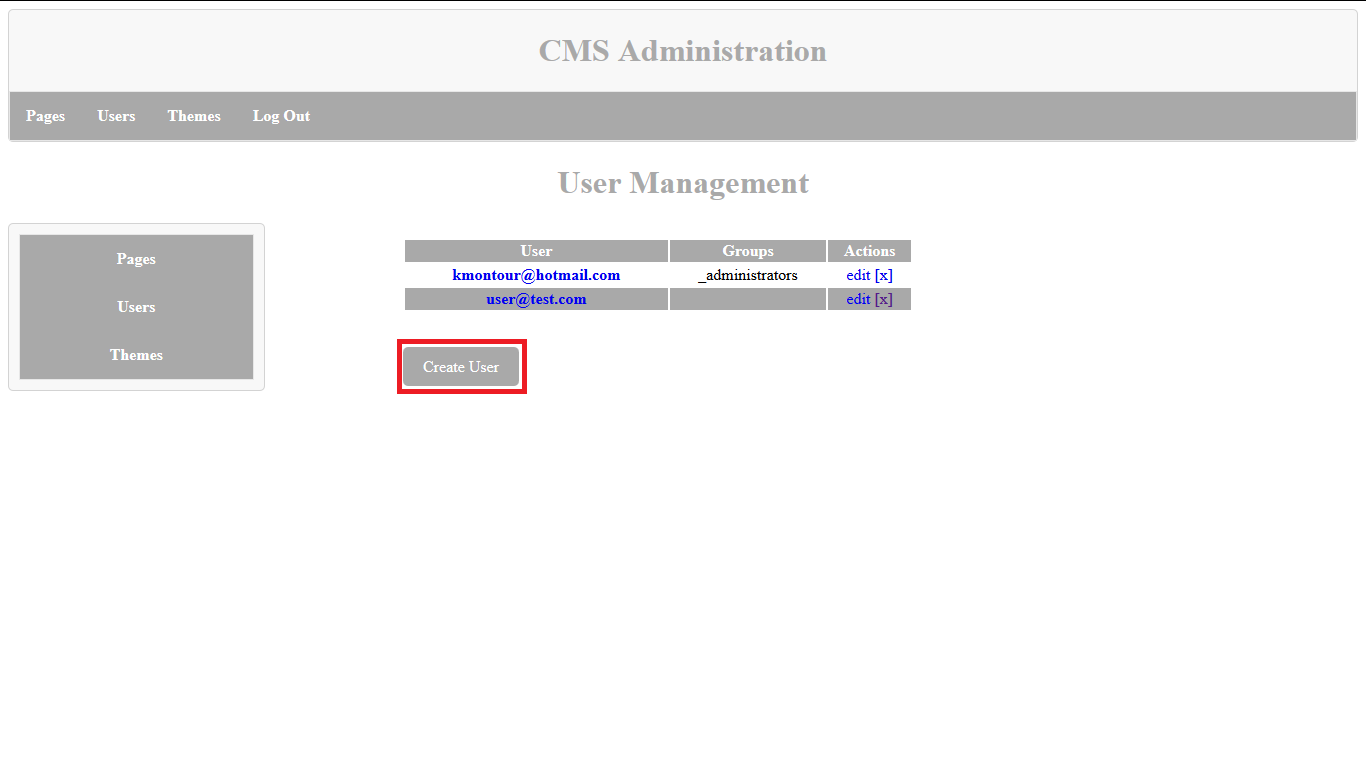 CMS Administration
Pages Users Themes Log Out
User Management
Pages
Users
Themes
User Groups Actions
kmontour@hotmail.com _administrators edit [x]
user@test.com edit [x]
Create User